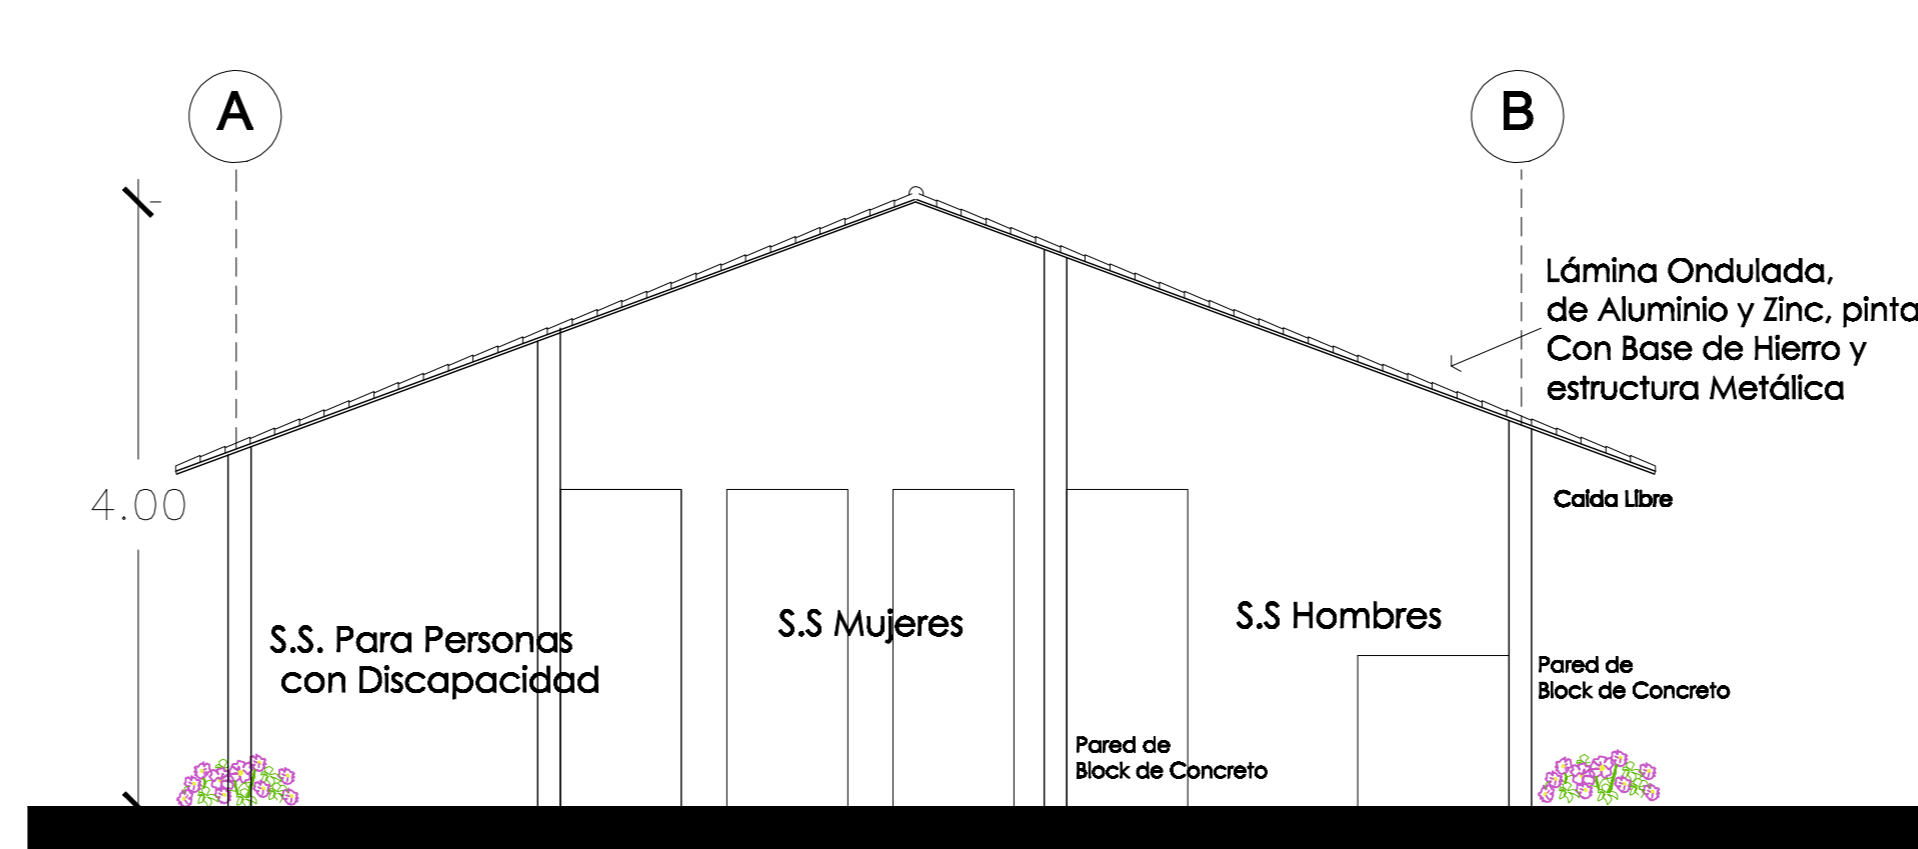 A
B
Lámina Ondulada,
de Aluminio y Zinc, pinta
Con Base de Hierro y
estructura Metálica
4.00
Caida Libre
S.S. Para Personas
con Discapacidad
S.S Mujeres
S.S Hombres
Pared de
Block de Concreto
Pared de
Block de Concreto